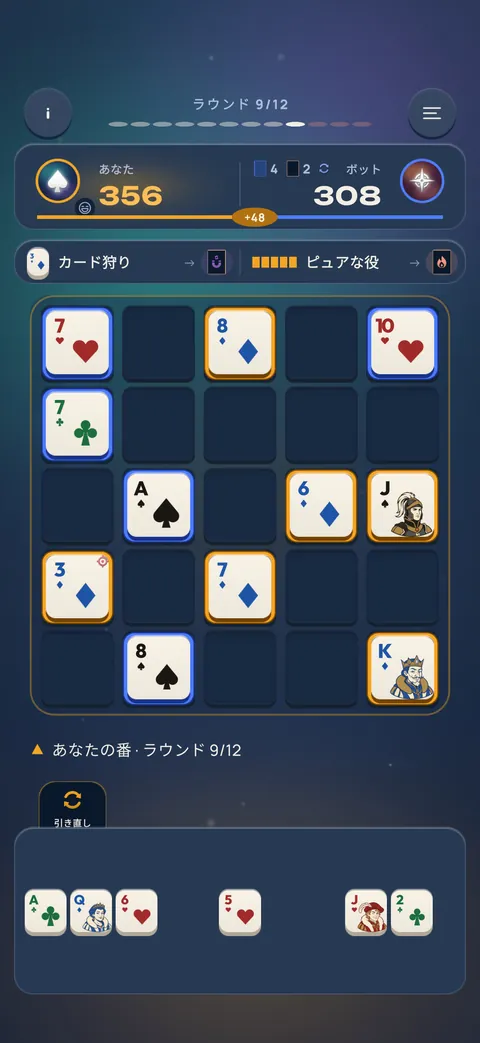 i
ラウンド 9/12
あなた
356
4 2 ボット
308
+48
3 カード狩り → ピュアな役 →
7 8 10
7
A 6 J
3 7
8 K
あなたの番 · ラウンド 9/12
引き直し
A Q 6 5 J 2